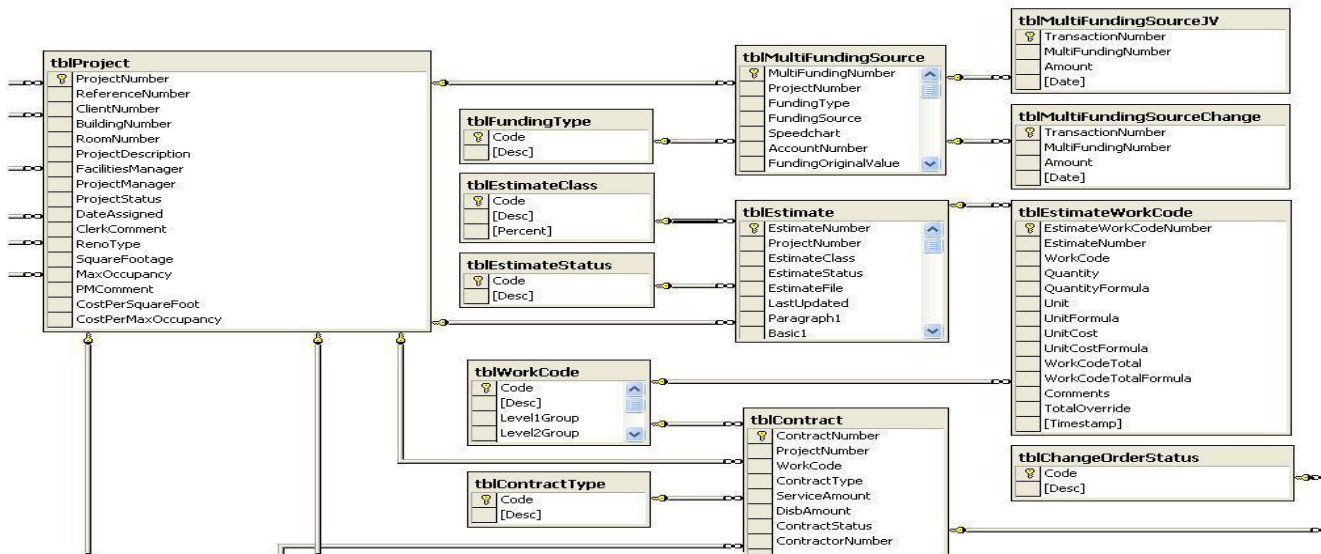 tblProject
ProjectNumber
ReferenceNumber
ClientNumber
BuildingNumber
RoomNumber
ProjectDescription
FacilitiesManager
ProjectManager
ProjectStatus
DateAssigned
ClerkComment
RenoType
SquareFootage
MaxOccupancy
PMComment
CostPerSquareFoot
CostPerMaxOccupancy
tblFundingType
Code
[Desc]
tblEstimateClass
Code
[Desc]
[Percent]
tblEstimateStatus
Code
[Desc]
tblWorkCode
Code
[Desc]
Level1Group
Level2Group
tblContractType
Code
[Desc]
tblMultiFundingSource
MultiFundingNumber
ProjectNumber
FundingType
FundingSource
Speedchart
AccountNumber
FundingOriginalValue
tblEstimate
EstimateNumber
ProjectNumber
EstimateClass
EstimateStatus
EstimateFile
LastUpdated
Paragraph1
Basic1
tblContract
ContractNumber
ProjectNumber
WorkCode
ContractType
ServiceAmount
DisbAmount
ContractStatus
ContractorNumber
tblMultiFundingSourceJV
TransactionNumber
MultiFundingNumber
Amount
[Date]
tblMultiFundingSourceChange
TransactionNumber
MultiFundingNumber
Amount
[Date]
tblEstimateWorkCode
EstimateWorkCodeNumber
EstimateNumber
WorkCode
Quantity
QuantityFormula
Unit
UnitFormula
UnitCost
UnitCostFormula
WorkCodeTotal
WorkCodeTotalFormula
Comments
TotalOverride
[Timestamp]
tblChangeOrderStatus
Code
[Desc]